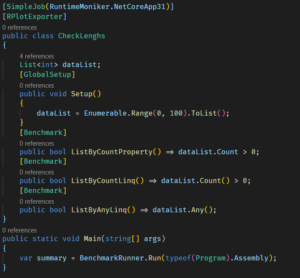 [SimpleJob(RuntimeMoniker.NetCoreApp31)]
[RPlotExporter]
0 references
public class CheckLenghs
{
4 references
List<int> dataList;
[GlobalSetup]
0 references
public void Setup()
{
dataList = Enumerable.Range(0, 100).ToList();
}
[Benchmark]
0 references
public bool ListByCountProperty() => dataList.Count > 0;
[Benchmark]
0 references
public bool ListByCountLinq() => dataList.Count() > 0;
[Benchmark]
0 references
public bool ListByAnyLinq() => dataList.Any();
}
0 references
public static void Main(string[] args)
{
var summary = BenchmarkRunner.Run(typeof(Program).Assembly);
}